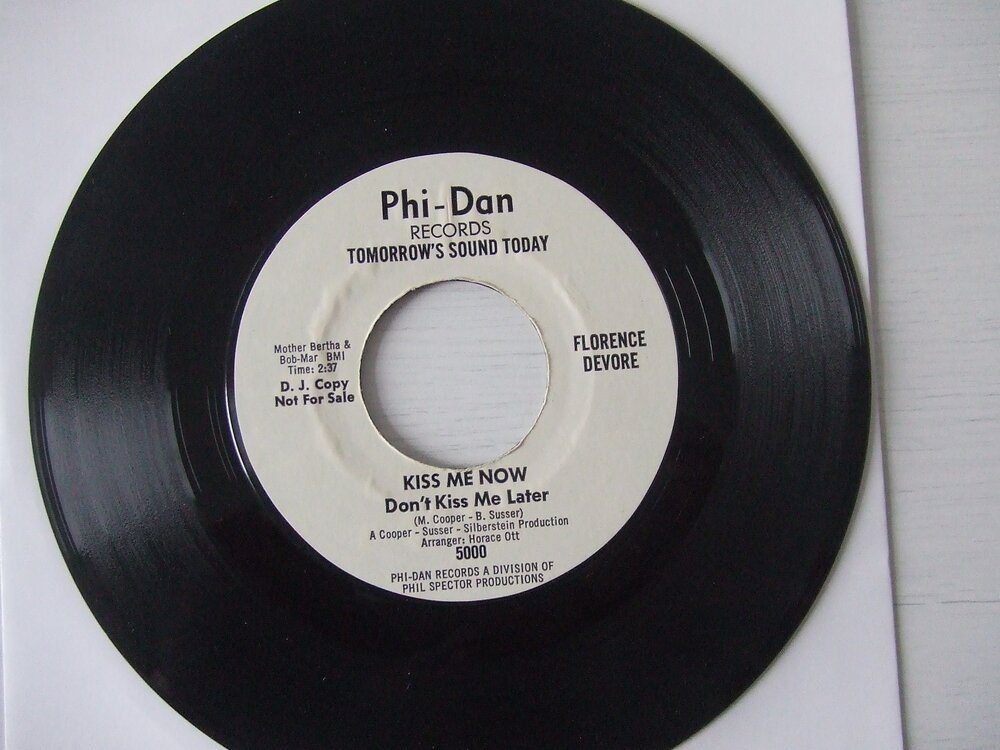 Phi-Dan
RECORDS
TOMORROW'S SOUND TODAY
Mother Bertha &
Bob-Mar BMI
Time: 2:37
D. J. Copy
Not For Sale
FLORENCE
DEVORE
KISS ME NOW
Don't Kiss Me Later
(M. Cooper - B. Susser)
A Cooper - Susser - Silberstein Production
Arranger: Horace Ott
5000
PHI-DAN RECORDS A DIVISION OF
PHIL SPECTOR PRODUCTIONS